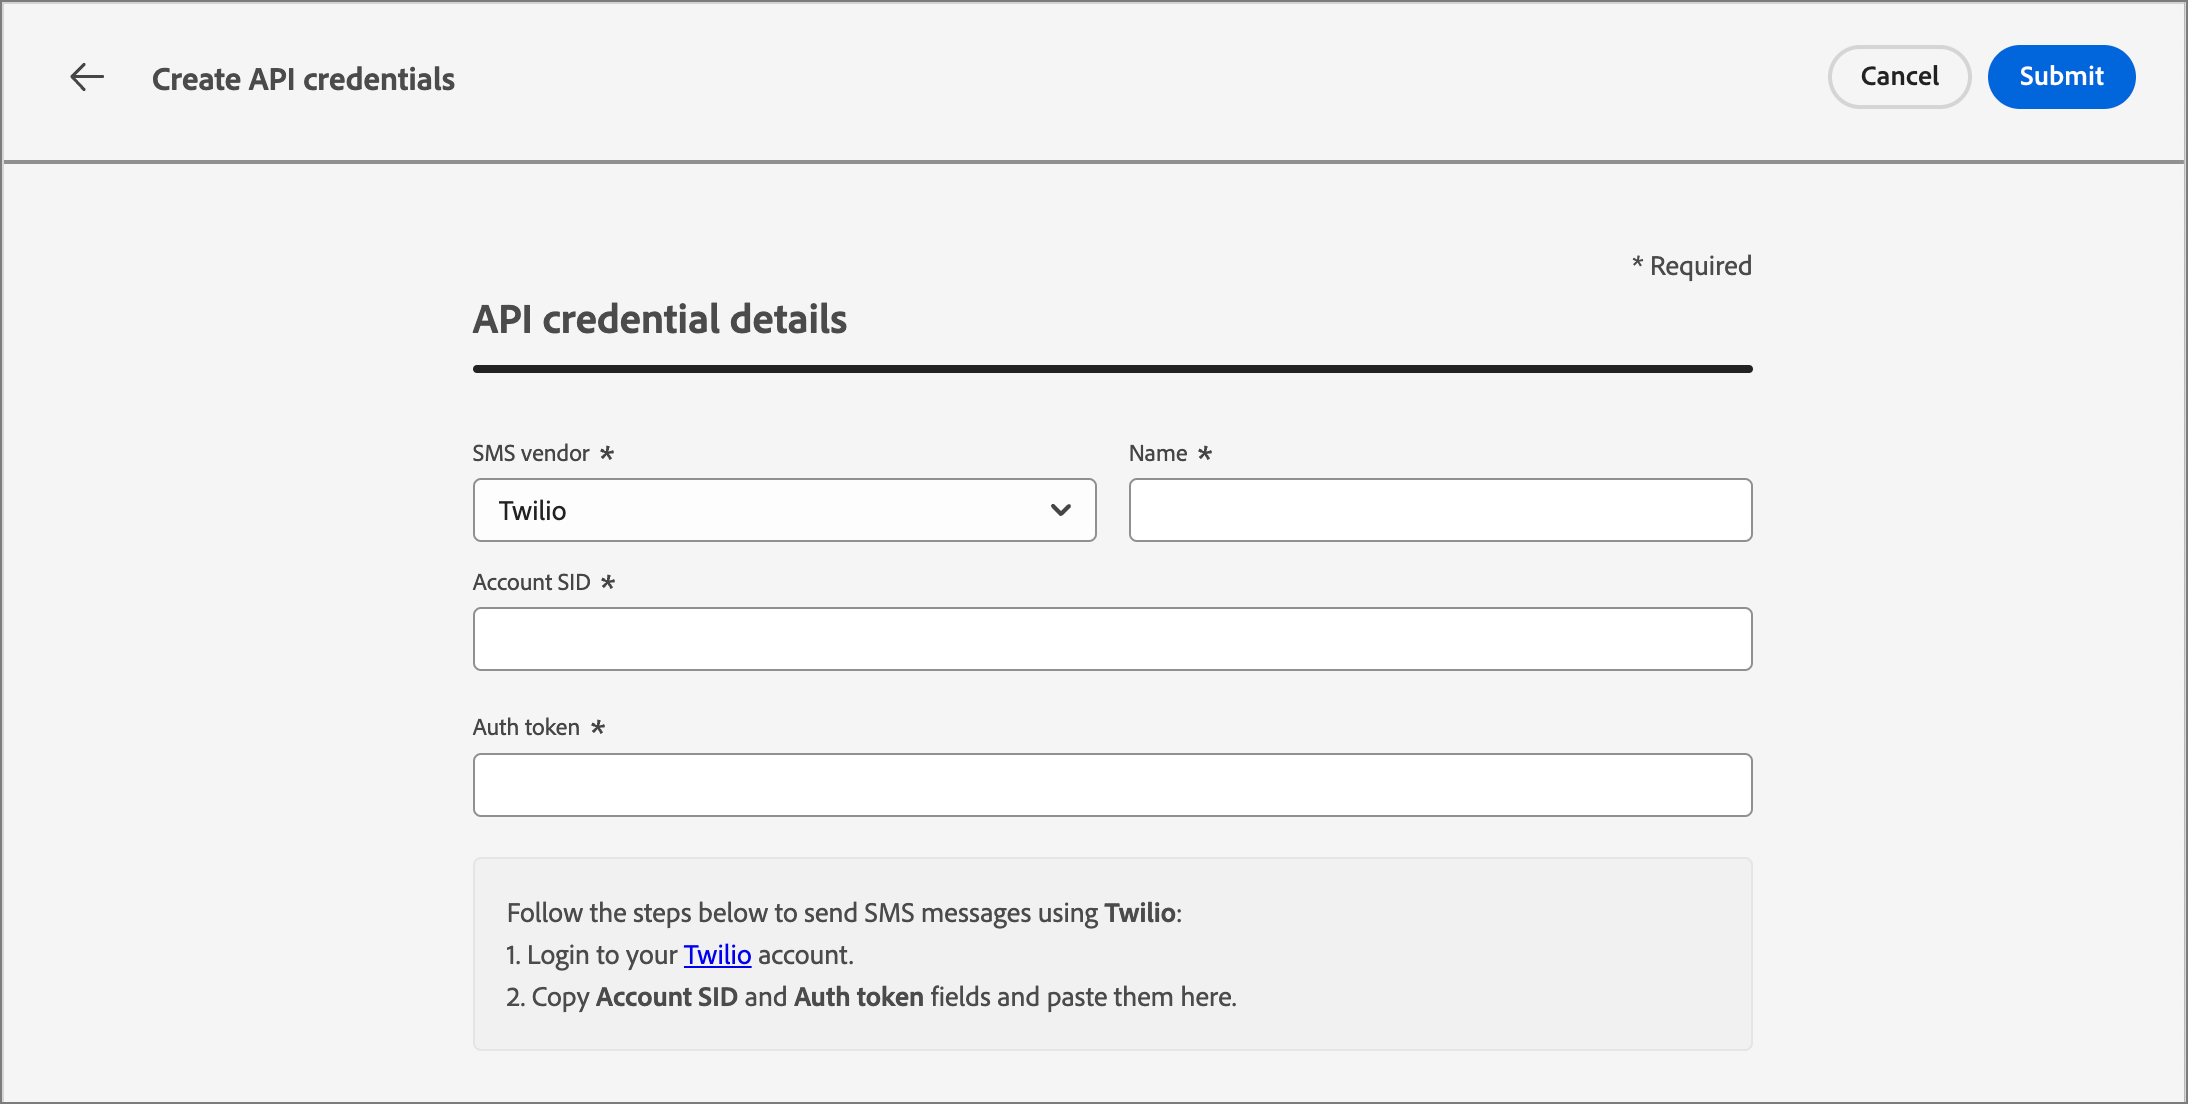 Create API credentials
Cancel
Submit
* Required
API credential details
SMS vendor *
Name *
Twilio
Account SID *
Auth token *
Follow the steps below to send SMS messages using Twilio:
1. Login to your Twilio account.
2. Copy Account SID and Auth token fields and paste them here.